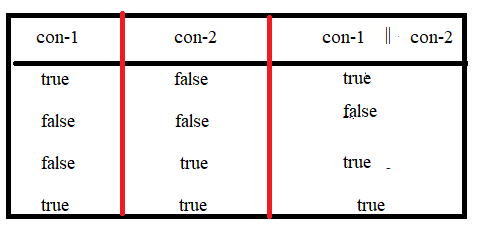 con-1 con-2 con-1 || con-2
true false true
false false false
false true true
true true true